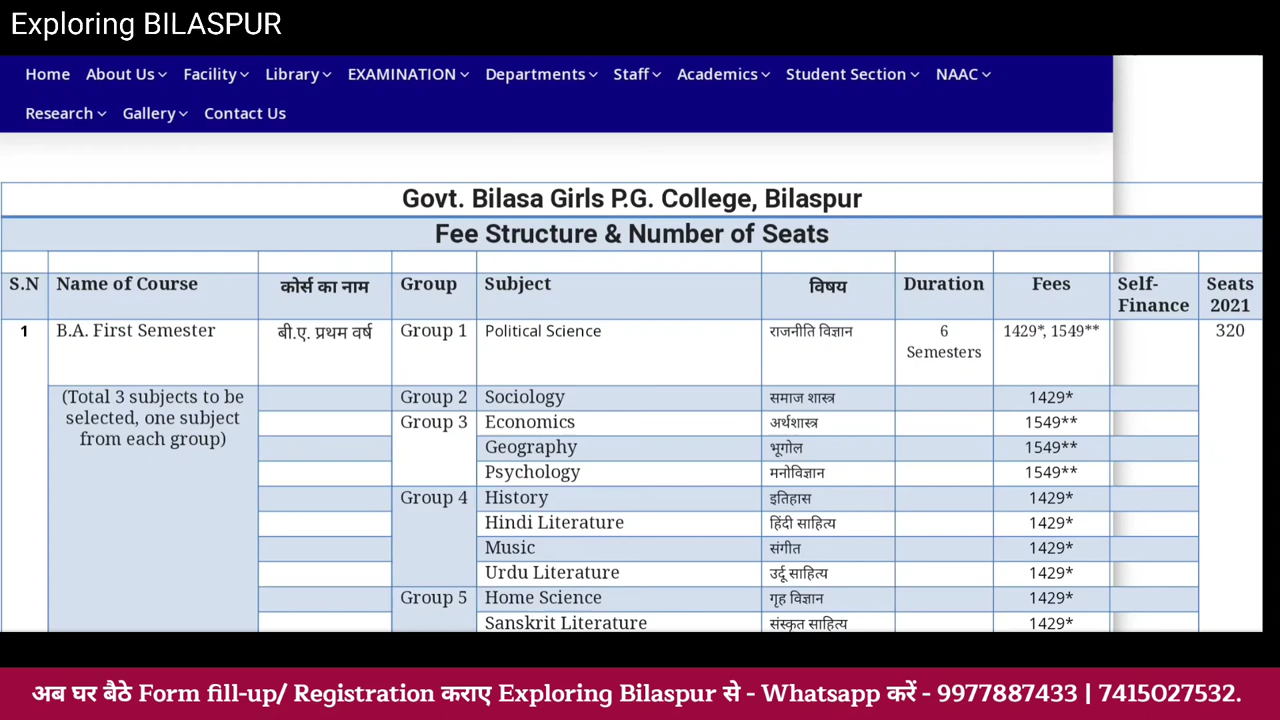 Exploring BILASPUR
Home About Us Facility Library EXAMINATION Departments Staff Academics Student Section NAAC
Research Gallery Contact Us
Govt. Bilasa Girls P.G. College, Bilaspur
Fee Structure & Number of Seats
S.N Name of Course कोर्स का नाम Group Subject विषय Duration Fees Self-Finance Seats 2021
1 B.A. First Semester बी.ए. प्रथम वर्ष Group 1 Political Science राजनीति विज्ञान 6 Semesters 1429*, 1549** 320
(Total 3 subjects to be selected, one subject from each group) Group 2 Sociology समाज शास्त्र 1429*
Group 3 Economics अर्थशास्त्र 1549**
Geography भूगोल 1549**
Psychology मनोविज्ञान 1549**
Group 4 History इतिहास 1429*
Hindi Literature हिंदी साहित्य 1429*
Music संगीत 1429*
Urdu Literature उर्दू साहित्य 1429*
Group 5 Home Science गृह विज्ञान 1429*
Sanskrit Literature संस्कृत साहित्य 1429*
अब घर बैठे Form fill-up/ Registration कराए Exploring Bilaspur से - Whatsapp करें - 9977887433 | 7415027532.